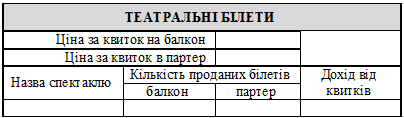 ТЕАТРАЛЬНІ БІЛЕТИ
Ціна за квиток на балкон
Ціна за квиток в партер
Назва спектаклю
Кількість проданих білетів
балкон
партер
Дохід від
квитків